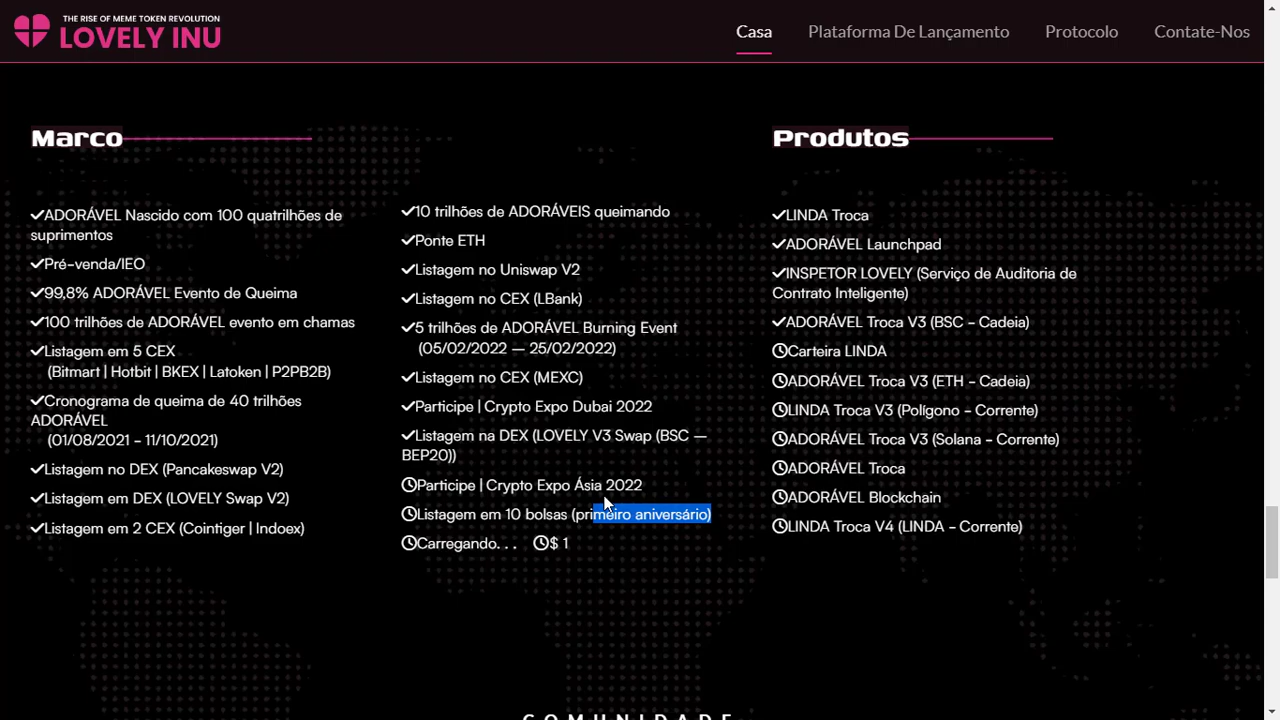 THE RISE OF MEME TOKEN REVOLUTION
LOVELY INU
Casa
Plataforma De Lançamento
Protocolo
Contate-Nos
Marco
ADORÁVEL Nascido com 100 quatrilhões de
suprimentos
Pré-venda/IEO
99,8% ADORÁVEL Evento de Queima
100 trilhões de ADORÁVEL evento em chamas
Listagem em 5 CEX
(Bitmart | Hotbit | BKEX | Latoken | P2PB2B)
Cronograma de queima de 40 trilhões
ADORÁVEL
(01/08/2021 - 11/10/2021)
Listagem no DEX (Pancakeswap V2)
Listagem em DEX (LOVELY Swap V2)
Listagem em 2 CEX (Cointiger | Indoex)
10 trilhões de ADORÁVEIS queimando
Ponte ETH
Listagem no Uniswap V2
Listagem no CEX (LBank)
5 trilhões de ADORÁVEL Burning Event
(05/02/2022 — 25/02/2022)
Listagem no CEX (MEXC)
Participe | Crypto Expo Dubai 2022
Listagem na DEX (LOVELY V3 Swap (BSC —
BEP20))
Participe | Crypto Expo Ásia 2022
Listagem em 10 bolsas (primeiro aniversário)
Carregando. . . $ 1
Produtos
LINDA Troca
ADORÁVEL Launchpad
INSPETOR LOVELY (Serviço de Auditoria de
Contrato Inteligente)
ADORÁVEL Troca V3 (BSC - Cadeia)
Carteira LINDA
ADORÁVEL Troca V3 (ETH - Cadeia)
LINDA Troca V3 (Polígono - Corrente)
ADORÁVEL Troca V3 (Solana - Corrente)
ADORÁVEL Troca
ADORÁVEL Blockchain
LINDA Troca V4 (LINDA - Corrente)
COMUNIDADE